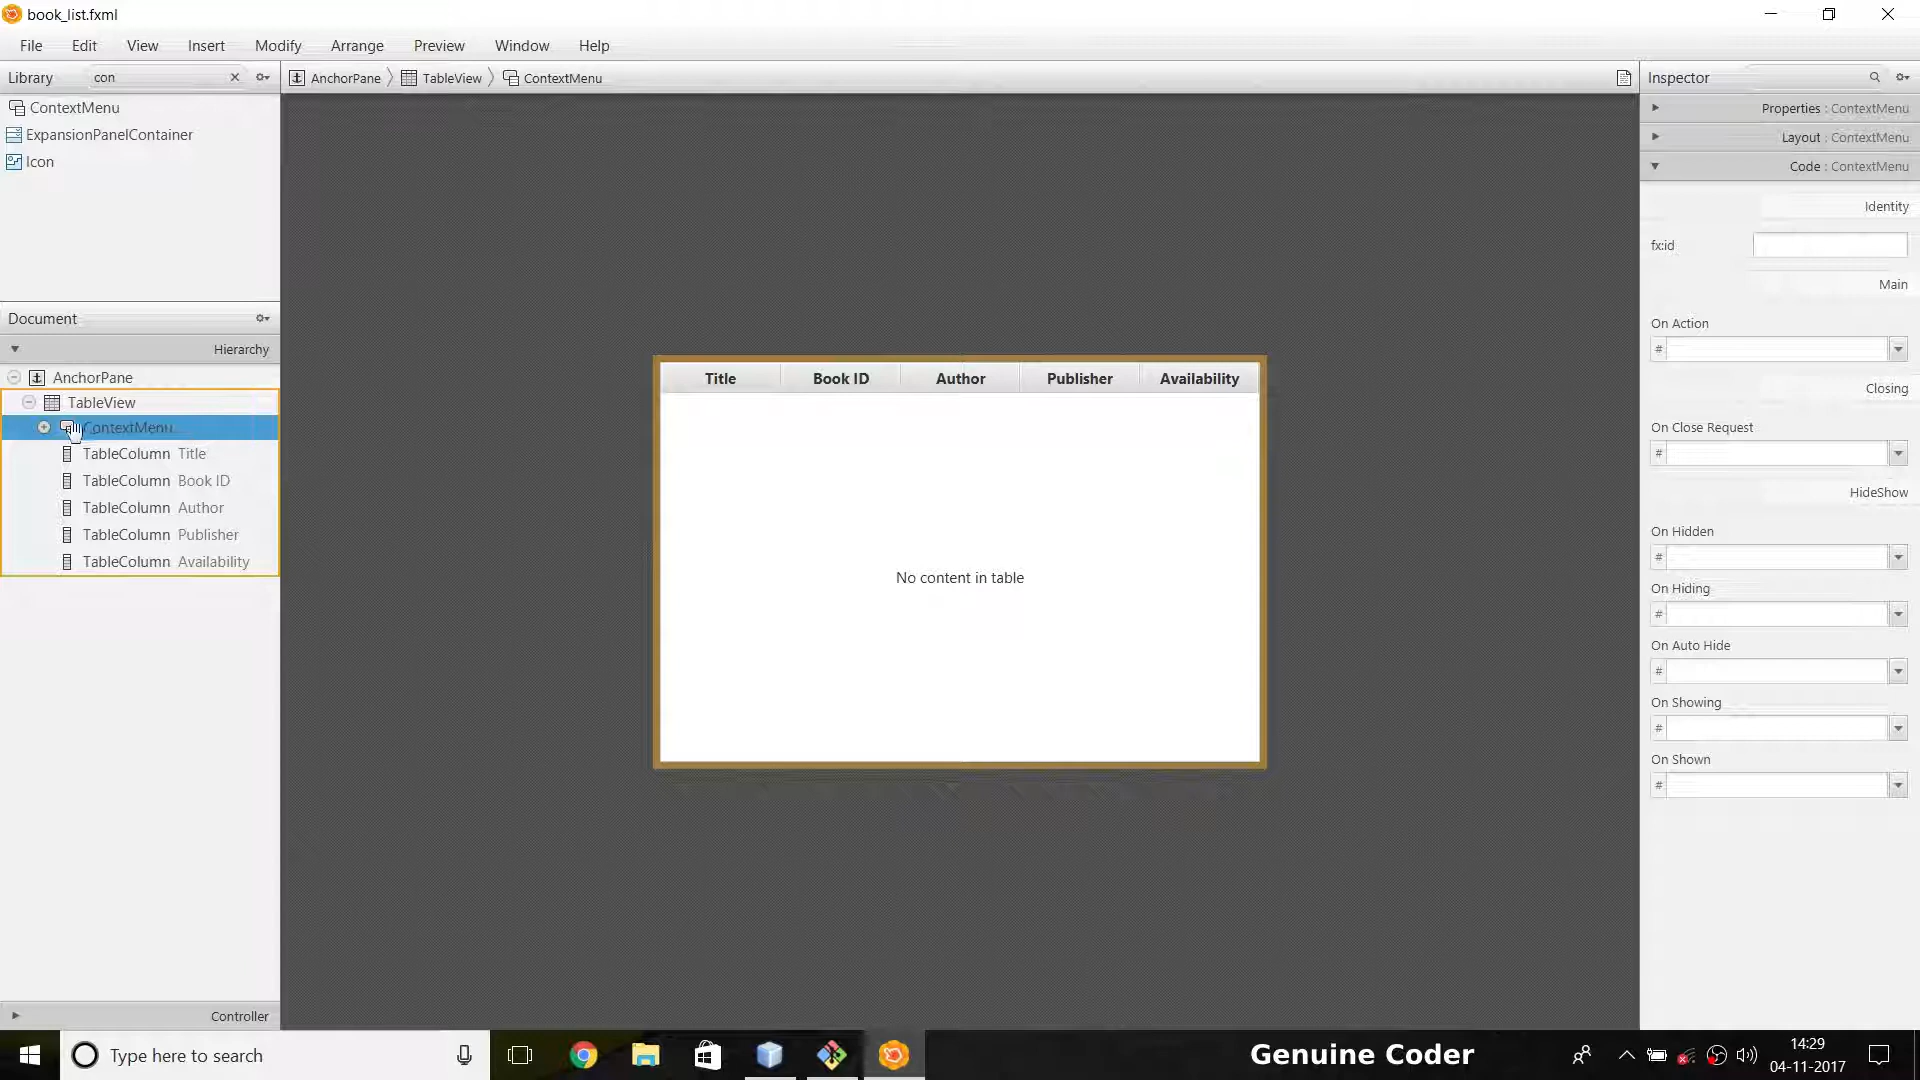 book_list.fxml
File Edit View Insert Modify Arrange Preview Window Help
Library con
AnchorPane TableView ContextMenu
Inspector
ContextMenu
ExpansionPanelContainer
Icon
Properties : ContextMenu
Layout : ContextMenu
Code : ContextMenu
Identity
fx:id
Main
On Action
#
Closing
On Close Request
#
HideShow
On Hidden
#
On Hiding
#
On Auto Hide
#
On Showing
#
On Shown
#
Document
Hierarchy
AnchorPane
TableView
ContextMenu
TableColumn Title
TableColumn Book ID
TableColumn Author
TableColumn Publisher
TableColumn Availability
Controller
Title Book ID Author Publisher Availability
No content in table
Type here to search
Genuine Coder
14:29
04-11-2017